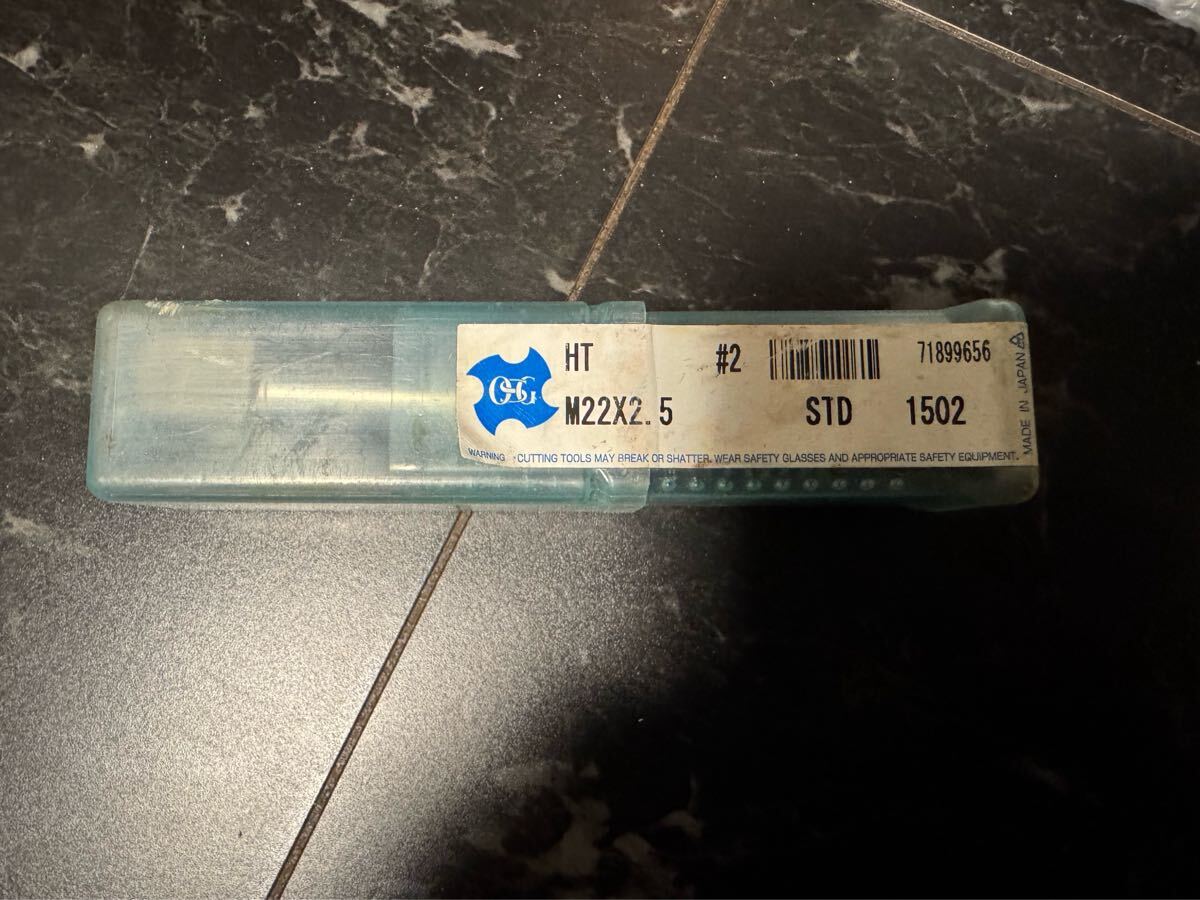 OSG
HT #2 71899656
M22X2.5 STD 1502
WARNING CUTTING TOOLS MAY BREAK OR SHATTER. WEAR SAFETY GLASSES AND APPROPRIATE SAFETY EQUIPMENT.
MADE IN JAPAN